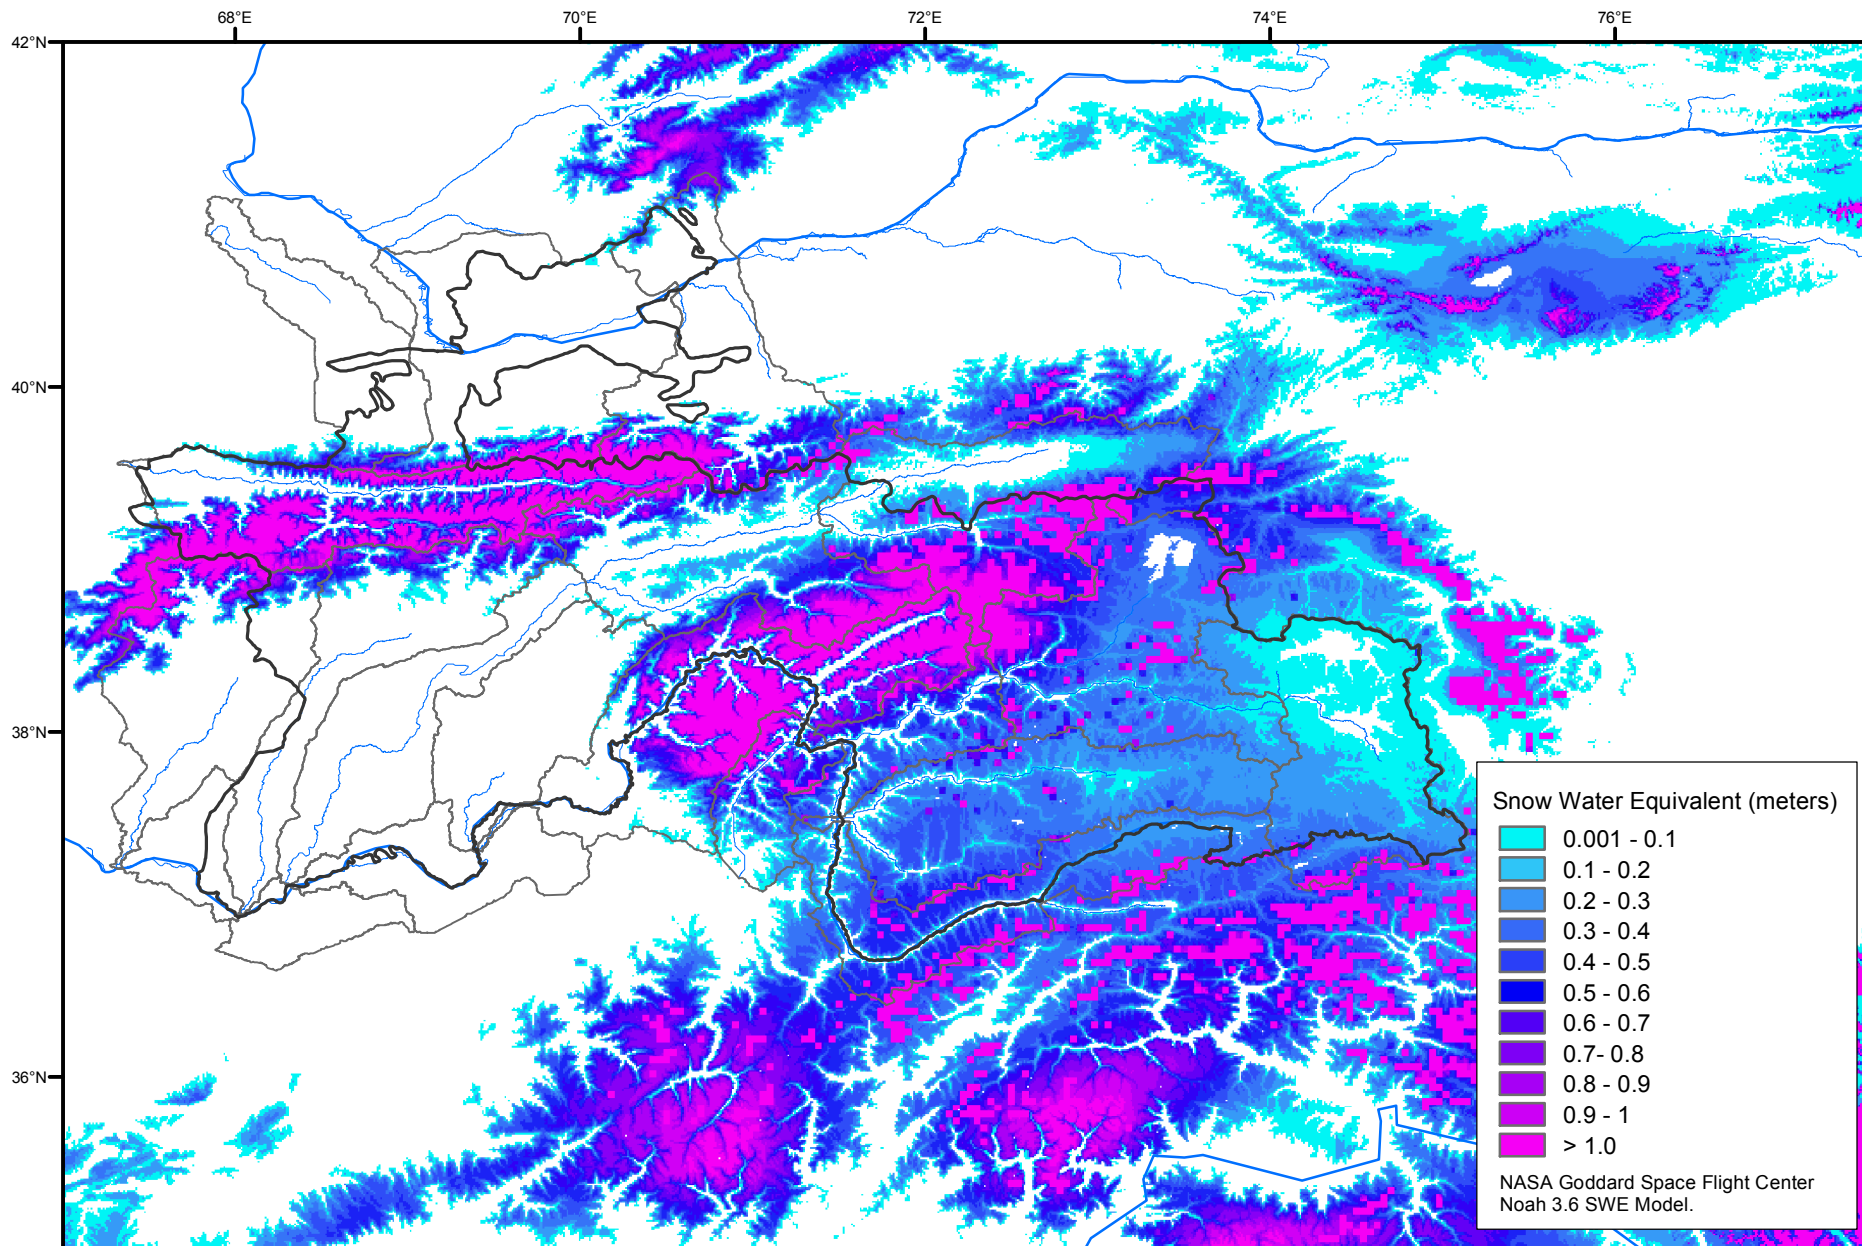 68°E
70°E
72°E
74°E
76°E
42°N
40°N
38°N
36°N
Snow Water Equivalent (meters)
0.001 - 0.1
0.1 - 0.2
0.2 - 0.3
0.3 - 0.4
0.4 - 0.5
0.5 - 0.6
0.6 - 0.7
0.7- 0.8
0.8 - 0.9
0.9 - 1
> 1.0
NASA Goddard Space Flight Center
Noah 3.6 SWE Model.